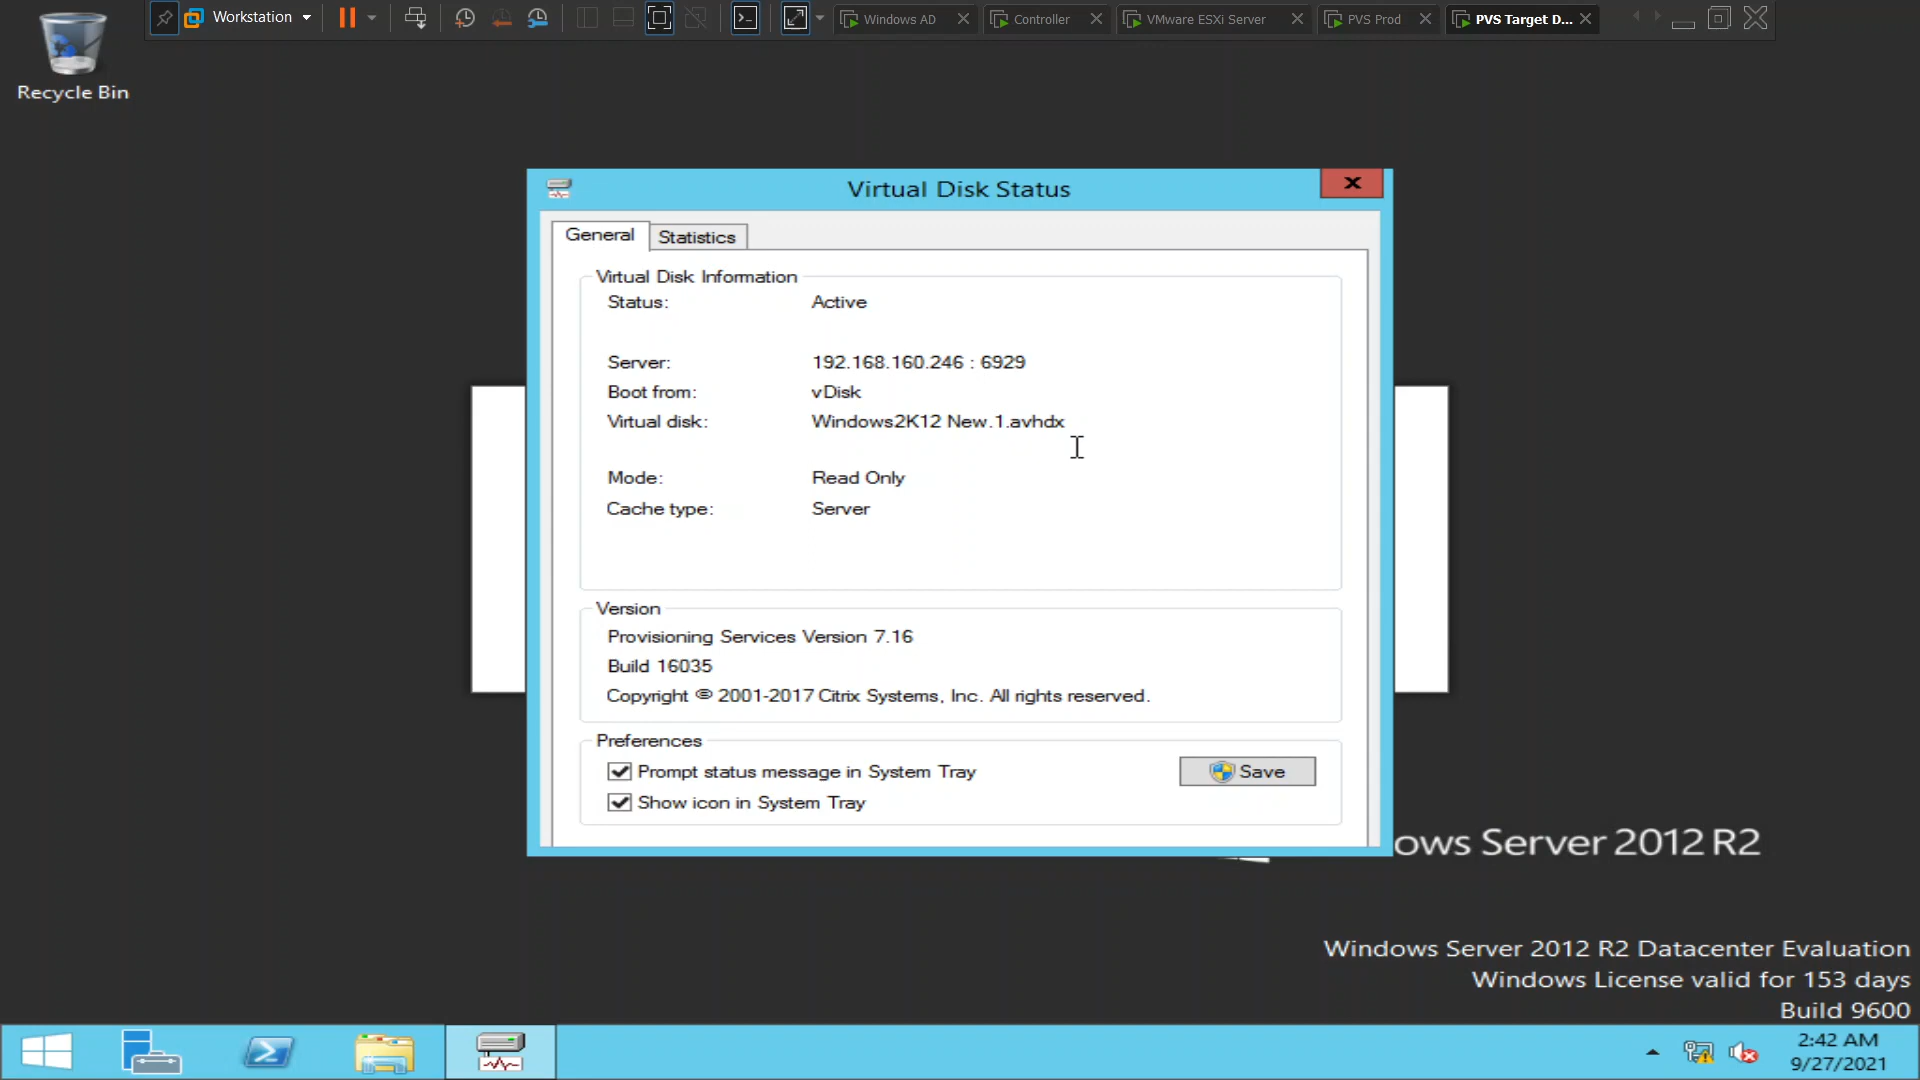 Workstation
Windows AD
Controller
VMware ESXi Server
PVS Prod
PVS Target D...
Recycle Bin
Virtual Disk Status
x
General
Statistics
Virtual Disk Information
Status: Active
Server: 192.168.160.246 : 6929
Boot from: vDisk
Virtual disk: Windows2K12 New.1.avhdx
Mode: Read Only
Cache type: Server
Version
Provisioning Services Version 7.16
Build 16035
Copyright © 2001-2017 Citrix Systems, Inc. All rights reserved.
Preferences
Prompt status message in System Tray
Save
Show icon in System Tray
ows Server 2012 R2
Windows Server 2012 R2 Datacenter Evaluation
Windows License valid for 153 days
Build 9600
2:42 AM
9/27/2021